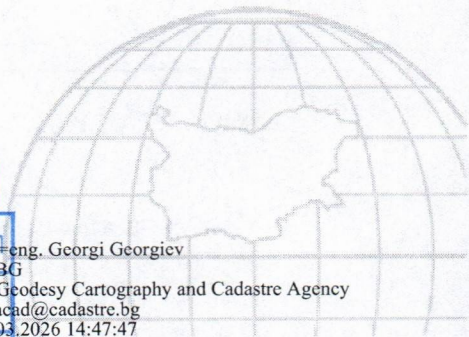 =eng. Georgi Georgiev
BG
Geodesy Cartography and Cadastre Agency
acad@cadastre.bg
03.2026 14:47:47